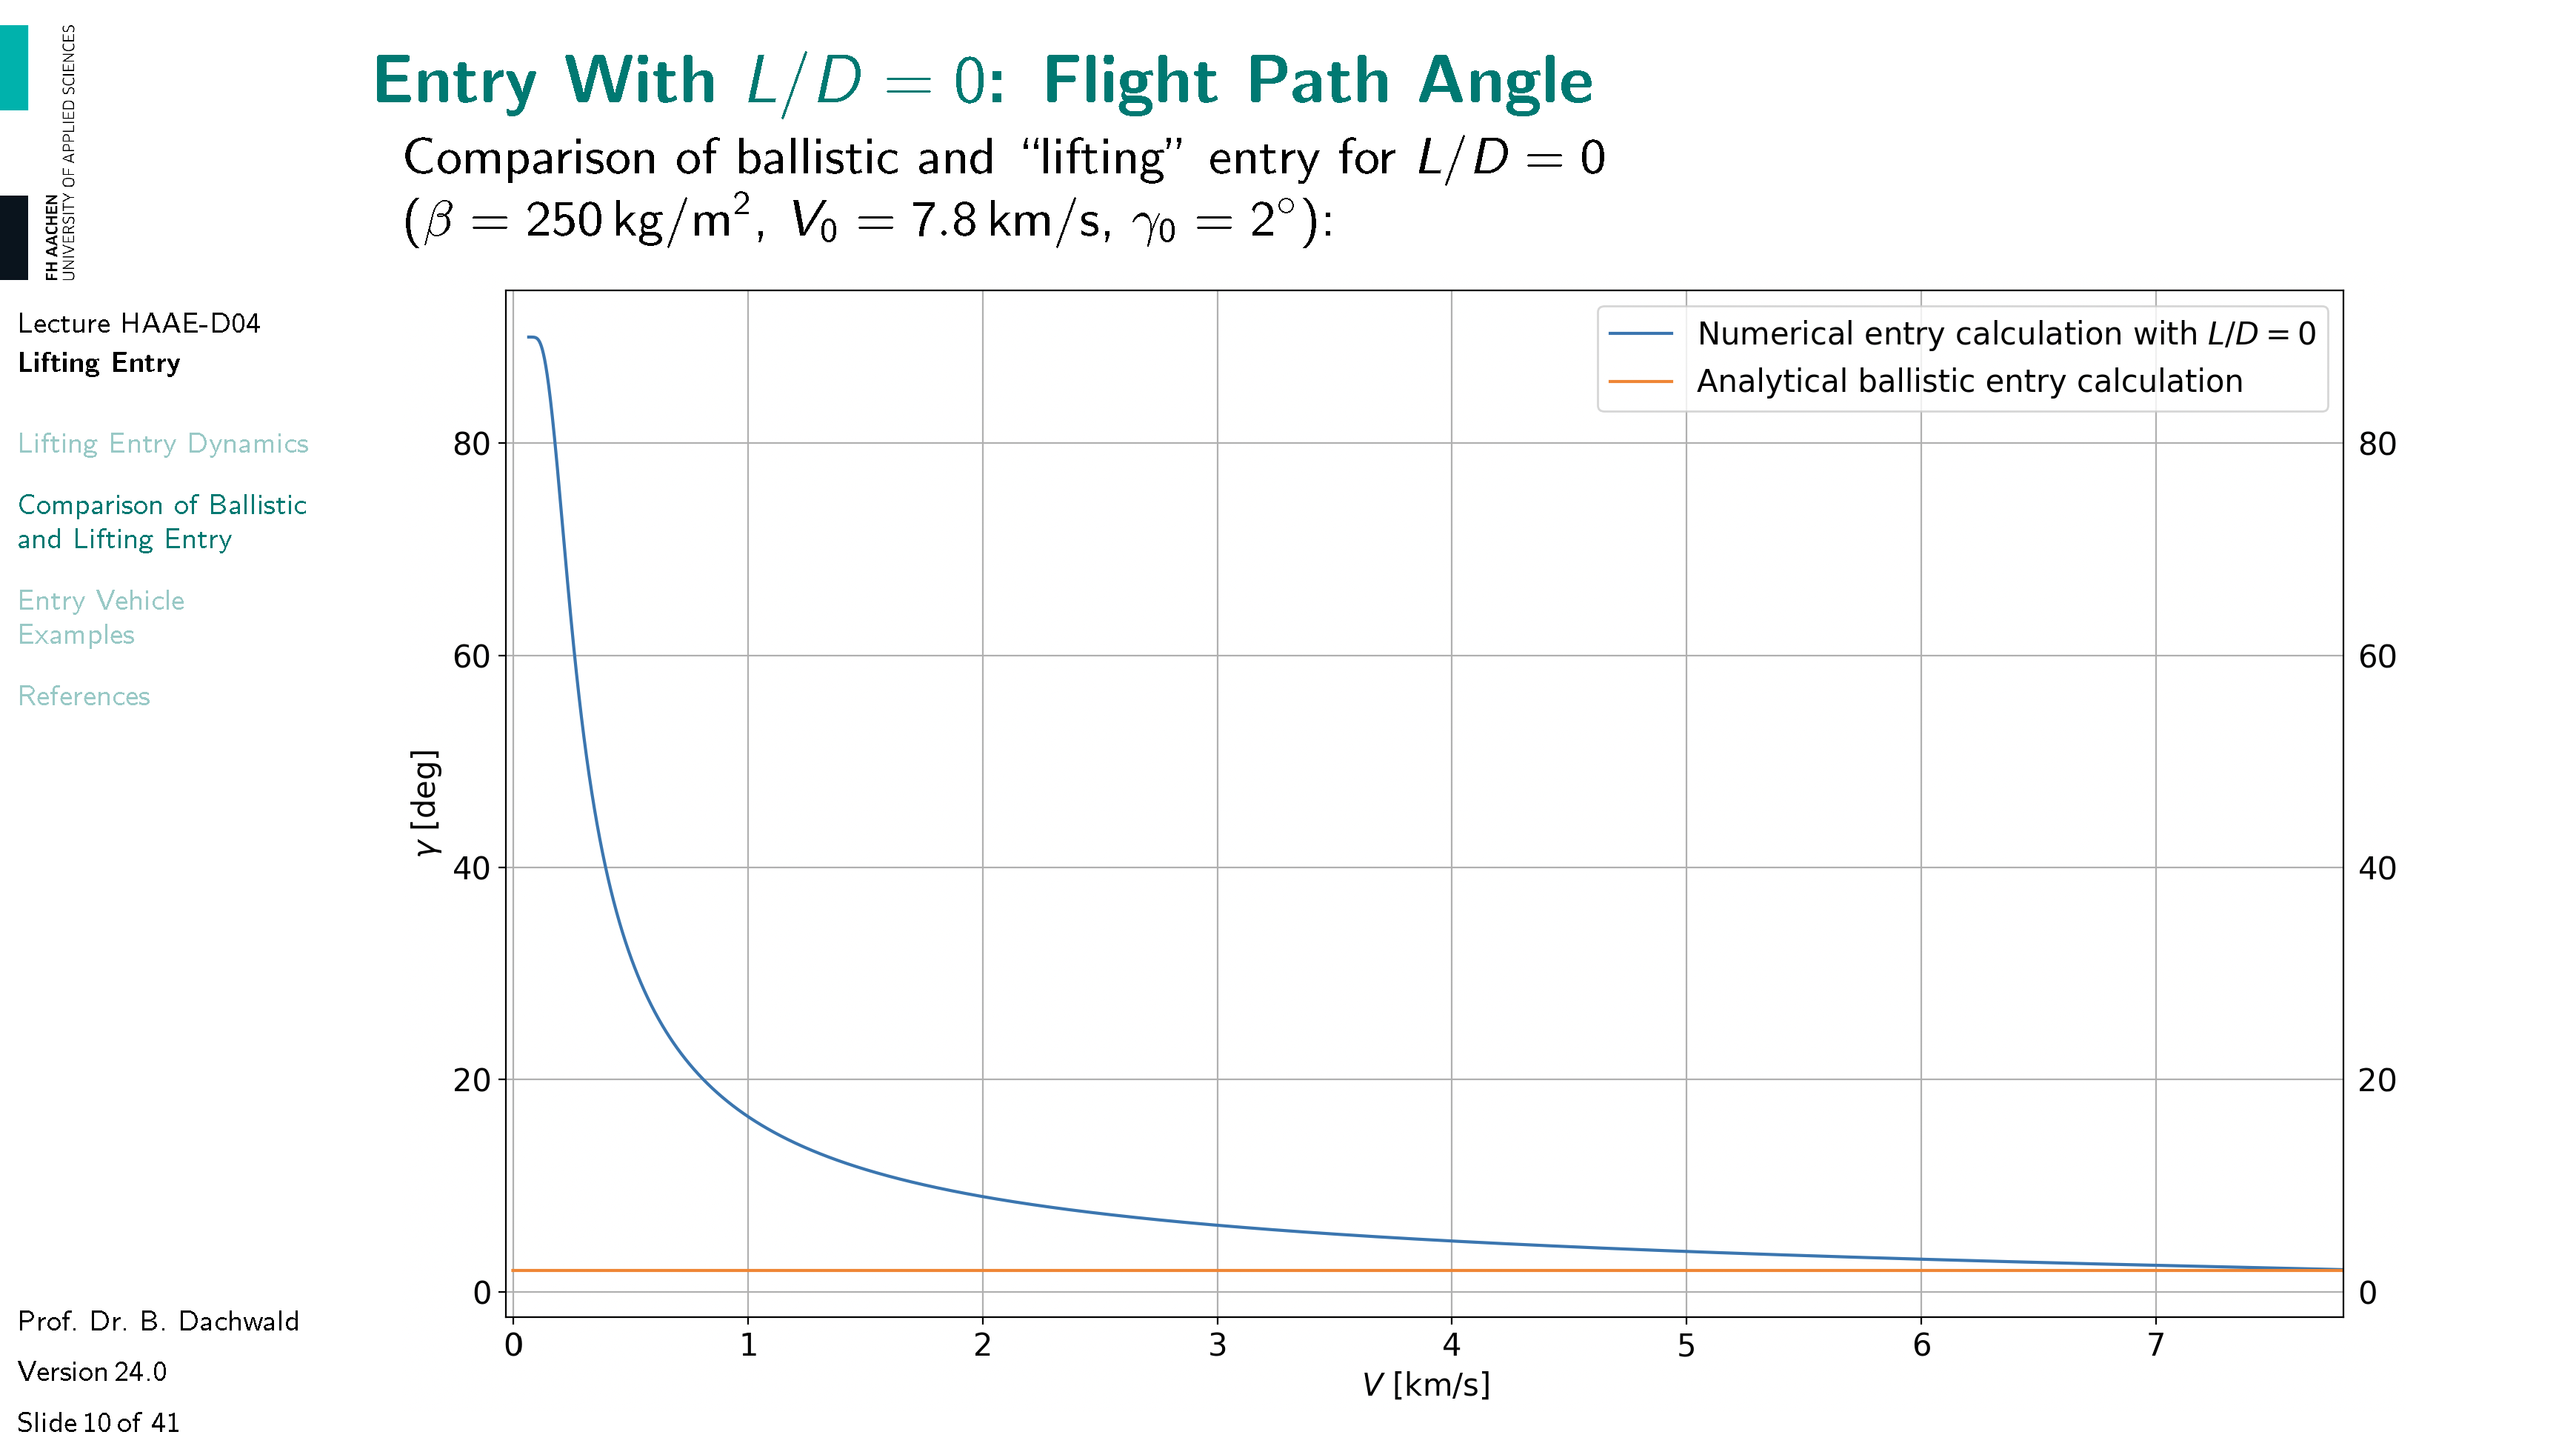 FH AACHEN
UNIVERSITY OF APPLIED SCIENCES
Lecture HAAE-D04
Lifting Entry
Lifting Entry Dynamics
Comparison of Ballistic
and Lifting Entry
Entry Vehicle
Examples
References
Prof. Dr. B. Dachwald
Version 24.0
Slide 10 of 41
Entry With L/D = 0: Flight Path Angle
Comparison of ballistic and “lifting” entry for L/D = 0
(β = 250 kg/m², V₀ = 7.8 km/s, γ₀ = 2°):
Numerical entry calculation with L/D = 0
Analytical ballistic entry calculation
γ [deg]
80
60
40
20
0
80
60
40
20
0
0 1 2 3 4 5 6 7
V [km/s]